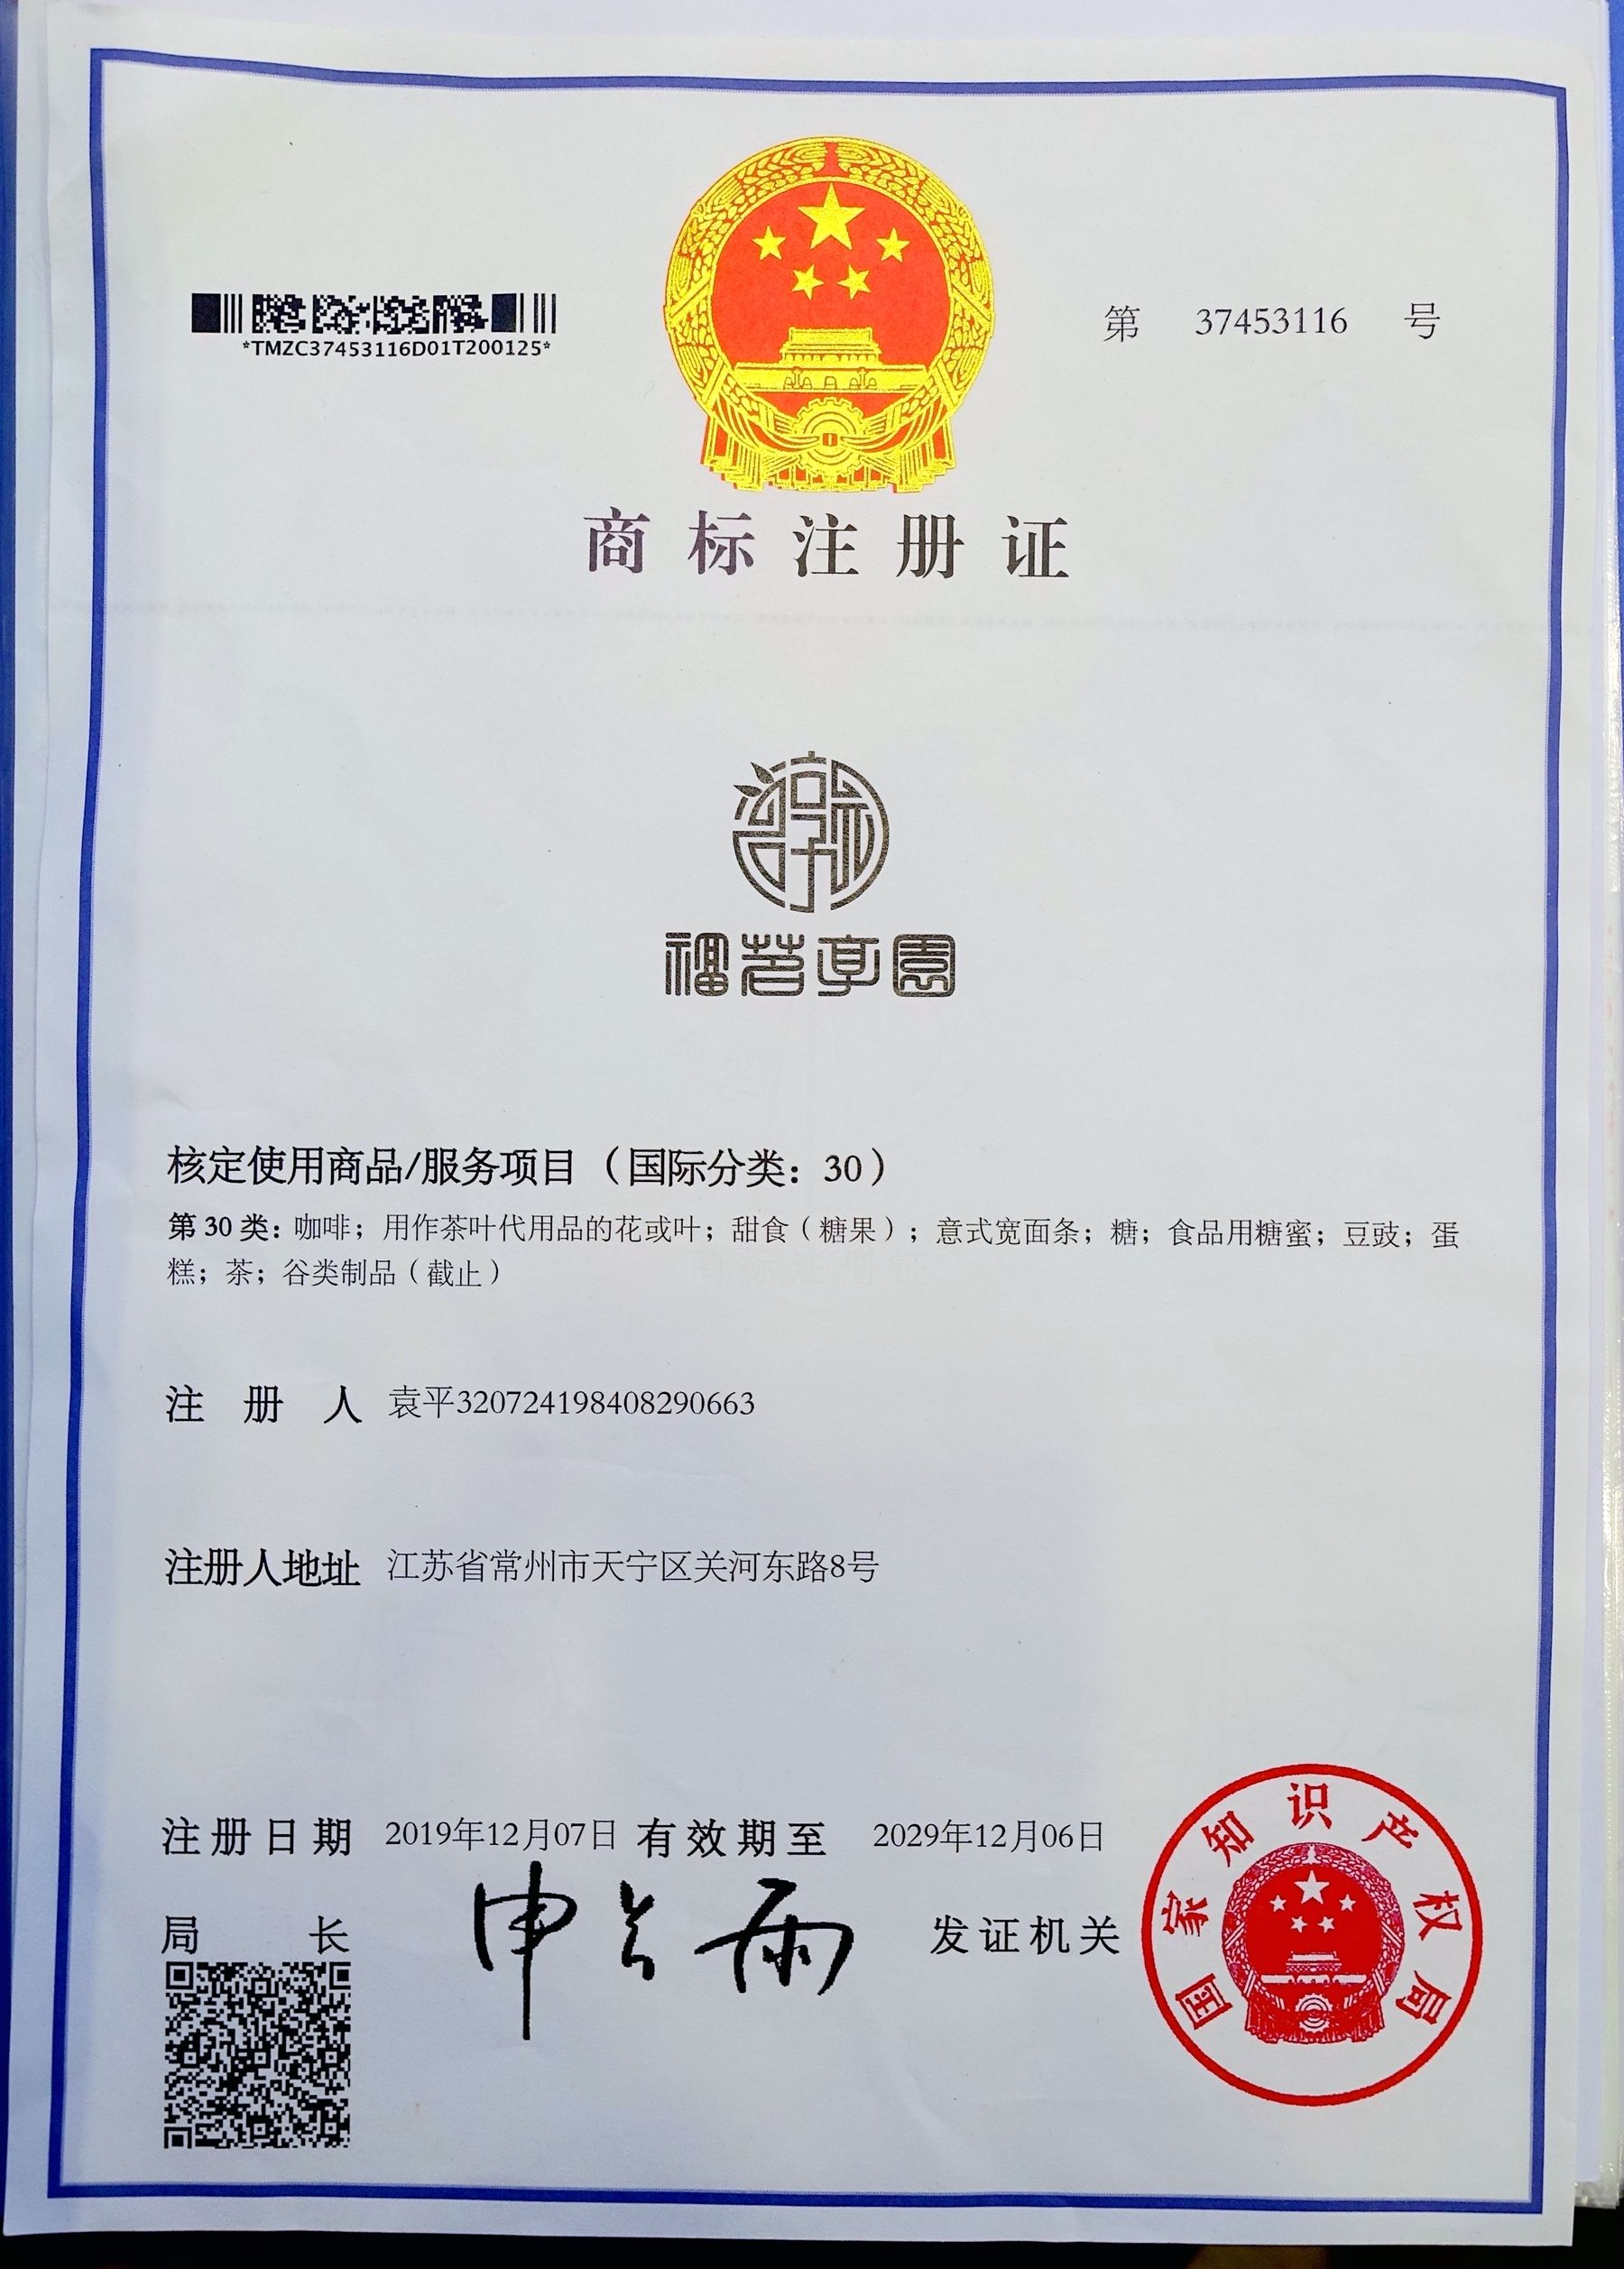 *TMZC37453116D01T200125*
第 37453116 号
商标注册证
福茗享園
核定使用商品/服务项目（国际分类：30）
第 30 类：咖啡；用作茶叶代用品的花或叶；甜食（糖果）；意式宽面条；糖；食品用糖蜜；豆豉；蛋
糕；茶；谷类制品（截止）
注 册 人 袁平320724198408290663
注册人地址 江苏省常州市天宁区关河东路8号
注册日期 2019年12月07日 有效期至 2029年12月06日
局 长 申长雨 发证机关
国家知识产权局